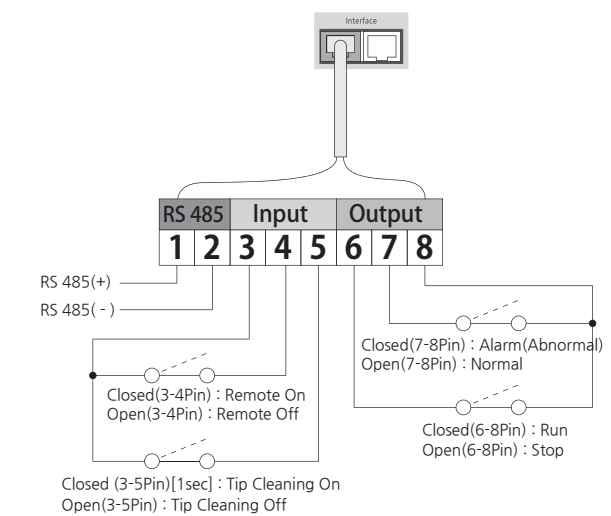 Interface
RS 485 Input Output
1 2 3 4 5 6 7 8
RS 485(+)
RS 485( - )
Closed(7-8Pin) : Alarm(Abnormal)
Open(7-8Pin) : Normal
Closed(3-4Pin) : Remote On
Open(3-4Pin) : Remote Off
Closed(6-8Pin) : Run
Open(6-8Pin) : Stop
Closed (3-5Pin)[1sec] : Tip Cleaning On
Open(3-5Pin) : Tip Cleaning Off